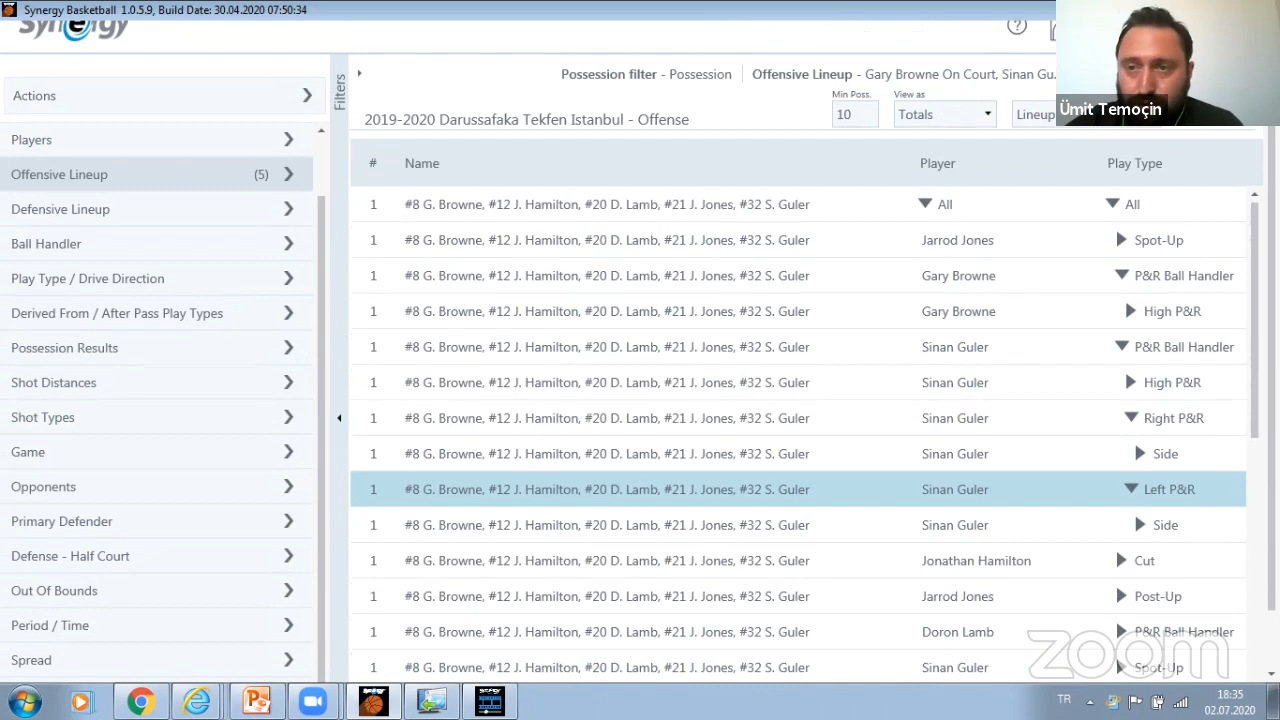 Synergy Basketball 1.0.5.9, Build Date: 30.04.2020 07:50:34
Synergy
?
Actions
Players
Offensive Lineup (5)
Defensive Lineup
Ball Handler
Play Type / Drive Direction
Derived From / After Pass Play Types
Possession Results
Shot Distances
Shot Types
Game
Opponents
Primary Defender
Defense - Half Court
Out Of Bounds
Period / Time
Spread
Filters
Possession filter - Possession
Offensive Lineup - Gary Browne On Court, Sinan Gu..
Ümit Temoçin
Min Poss. View as
2019-2020 Darussafaka Tekfen Istanbul - Offense 10 Totals Lineup
# Name Player Play Type
1 #8 G. Browne, #12 J. Hamilton, #20 D. Lamb, #21 J. Jones, #32 S. Guler All All
1 #8 G. Browne, #12 J. Hamilton, #20 D. Lamb, #21 J. Jones, #32 S. Guler Jarrod Jones Spot-Up
1 #8 G. Browne, #12 J. Hamilton, #20 D. Lamb, #21 J. Jones, #32 S. Guler Gary Browne P&R Ball Handler
1 #8 G. Browne, #12 J. Hamilton, #20 D. Lamb, #21 J. Jones, #32 S. Guler Gary Browne High P&R
1 #8 G. Browne, #12 J. Hamilton, #20 D. Lamb, #21 J. Jones, #32 S. Guler Sinan Guler P&R Ball Handler
1 #8 G. Browne, #12 J. Hamilton, #20 D. Lamb, #21 J. Jones, #32 S. Guler Sinan Guler High P&R
1 #8 G. Browne, #12 J. Hamilton, #20 D. Lamb, #21 J. Jones, #32 S. Guler Sinan Guler Right P&R
1 #8 G. Browne, #12 J. Hamilton, #20 D. Lamb, #21 J. Jones, #32 S. Guler Sinan Guler Side
1 #8 G. Browne, #12 J. Hamilton, #20 D. Lamb, #21 J. Jones, #32 S. Guler Sinan Guler Left P&R
1 #8 G. Browne, #12 J. Hamilton, #20 D. Lamb, #21 J. Jones, #32 S. Guler Sinan Guler Side
1 #8 G. Browne, #12 J. Hamilton, #20 D. Lamb, #21 J. Jones, #32 S. Guler Jonathan Hamilton Cut
1 #8 G. Browne, #12 J. Hamilton, #20 D. Lamb, #21 J. Jones, #32 S. Guler Jarrod Jones Post-Up
1 #8 G. Browne, #12 J. Hamilton, #20 D. Lamb, #21 J. Jones, #32 S. Guler Doron Lamb P&R Ball Handler
1 #8 G. Browne, #12 J. Hamilton, #20 D. Lamb, #21 J. Jones, #32 S. Guler Sinan Guler Spot-Up
zoom
TR
18:35
02.07.2020